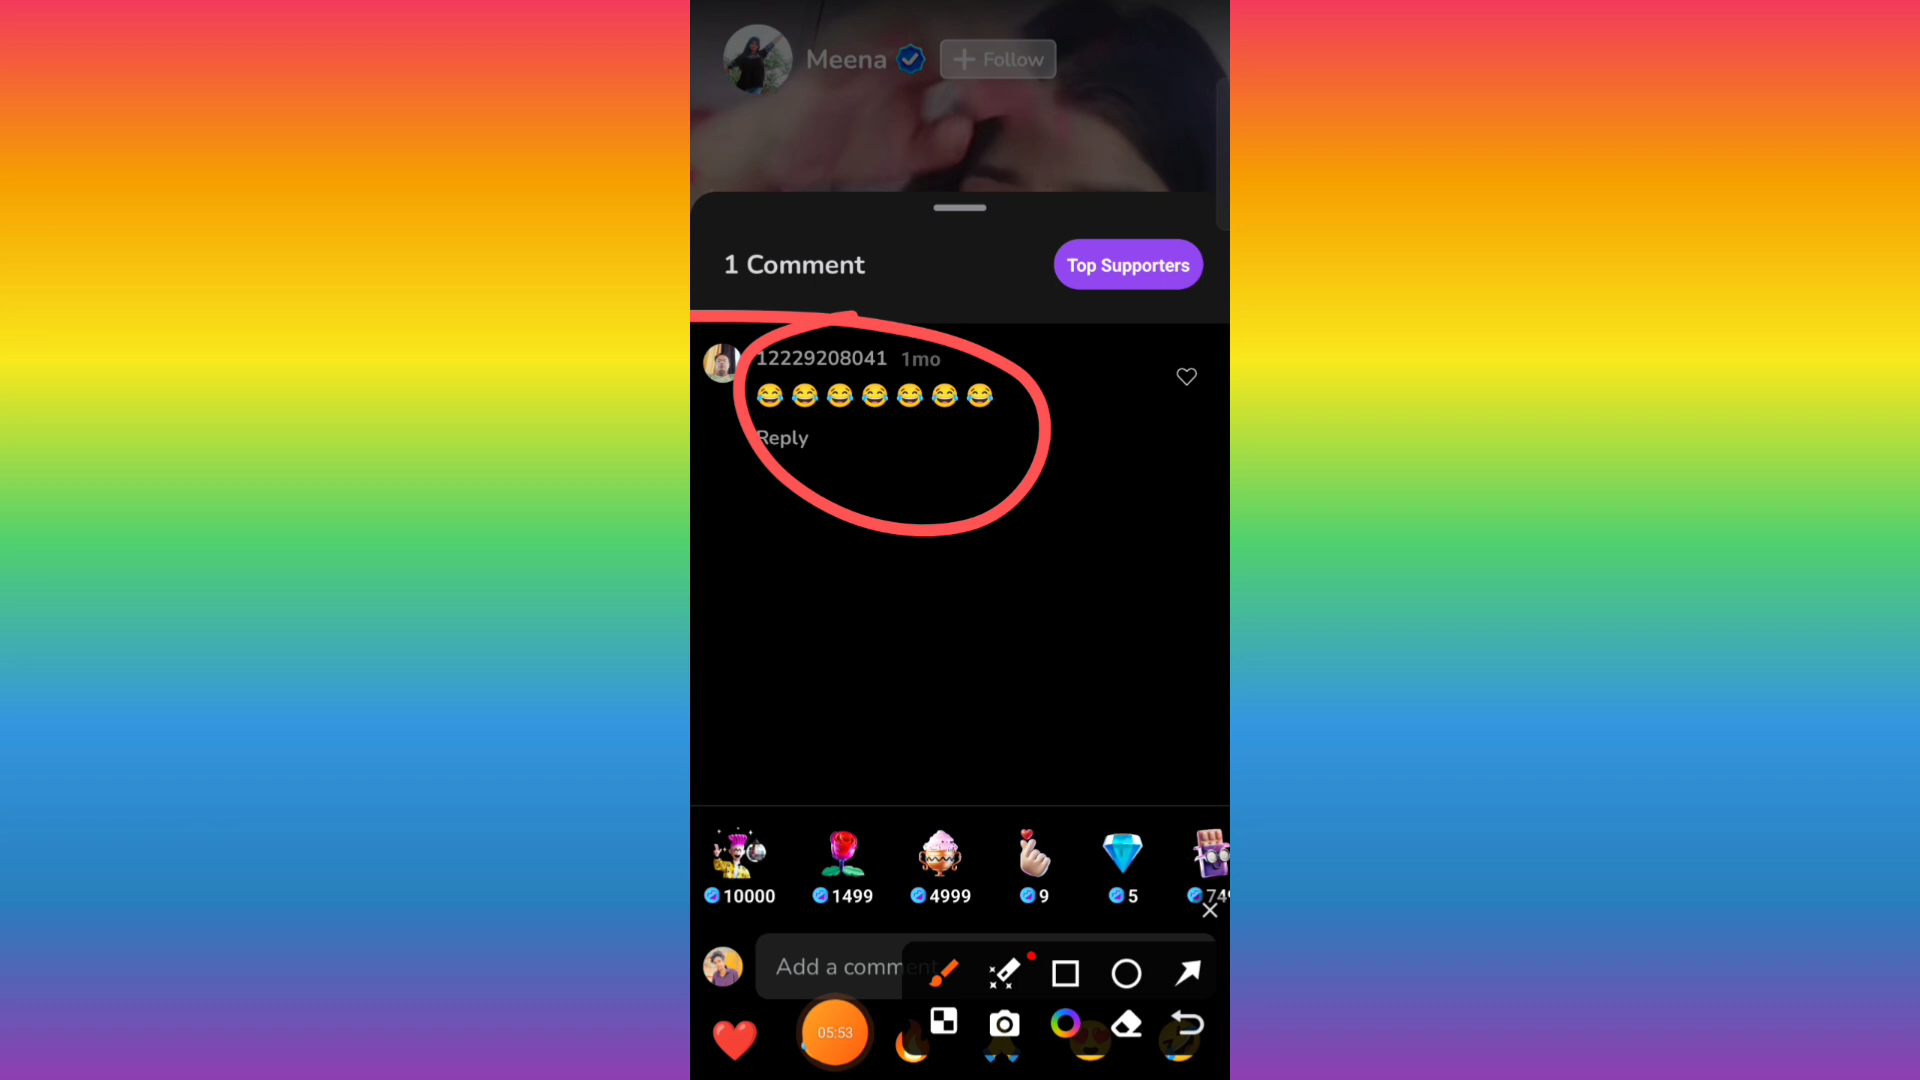 Meena
Follow
1 Comment
Top Supporters
12229208041 1mo
😂😂😂😂😂😂😂
Reply
10000 1499 4999 9 5
Add a comm
05:53